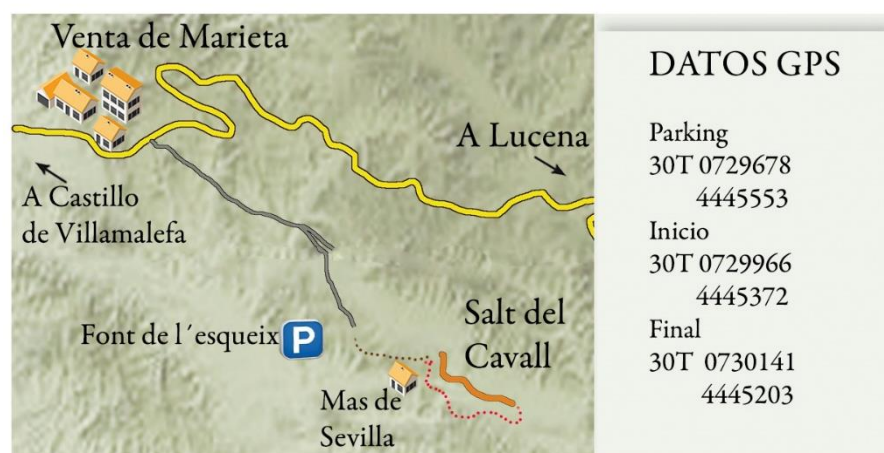 Venta de Marieta
A Lucena
A Castillo
de Villamalefa
Font de l´esqueix
P
Salt del
Cavall
Mas de
Sevilla
DATOS GPS
Parking
30T 0729678
4445553
Inicio
30T 0729966
4445372
Final
30T 0730141
4445203